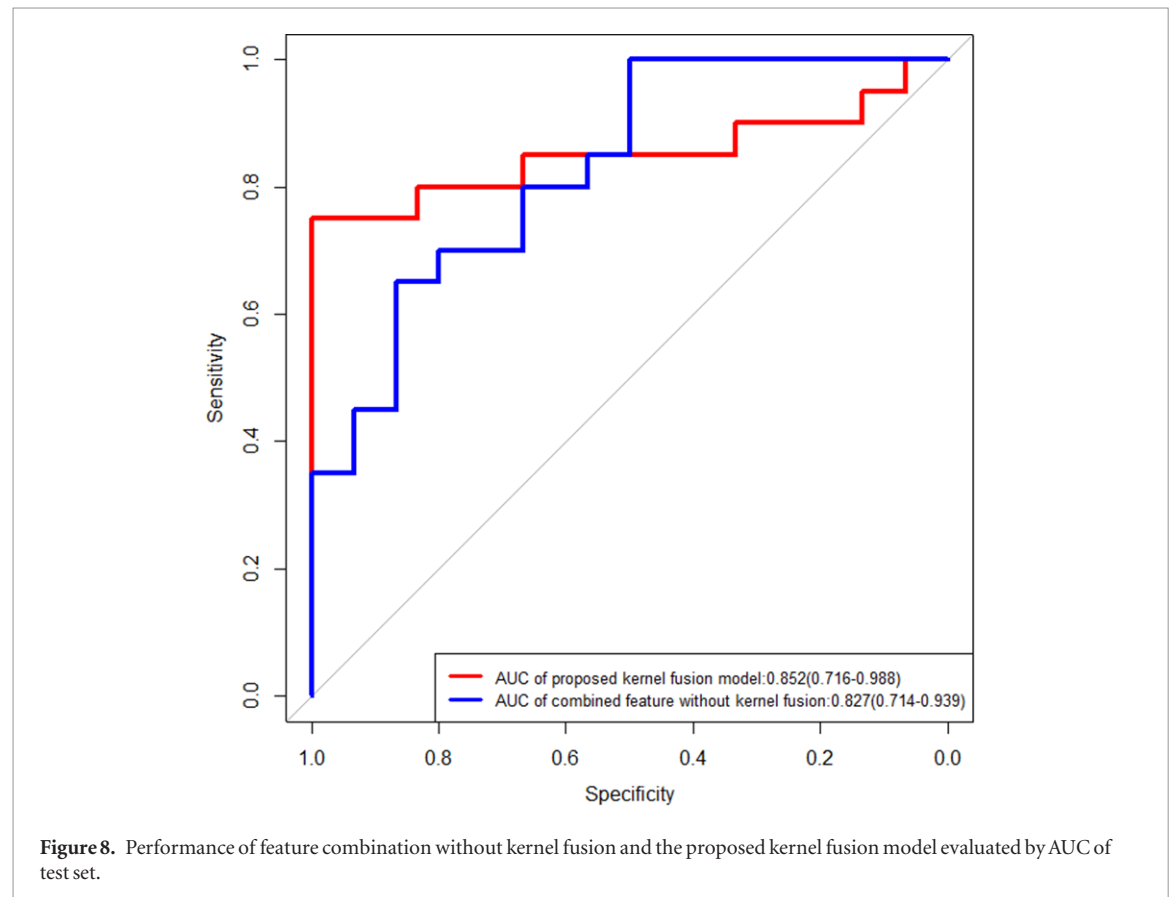 1.0
0.8
0.6
0.4
0.2
0.0
Sensitivity
AUC of proposed kernel fusion model:0.852(0.716-0.988)
AUC of combined feature without kernel fusion:0.827(0.714-0.939)
1.0 0.8 0.6 0.4 0.2 0.0
Specificity
Figure 8. Performance of feature combination without kernel fusion and the proposed kernel fusion model evaluated by AUC of
test set.